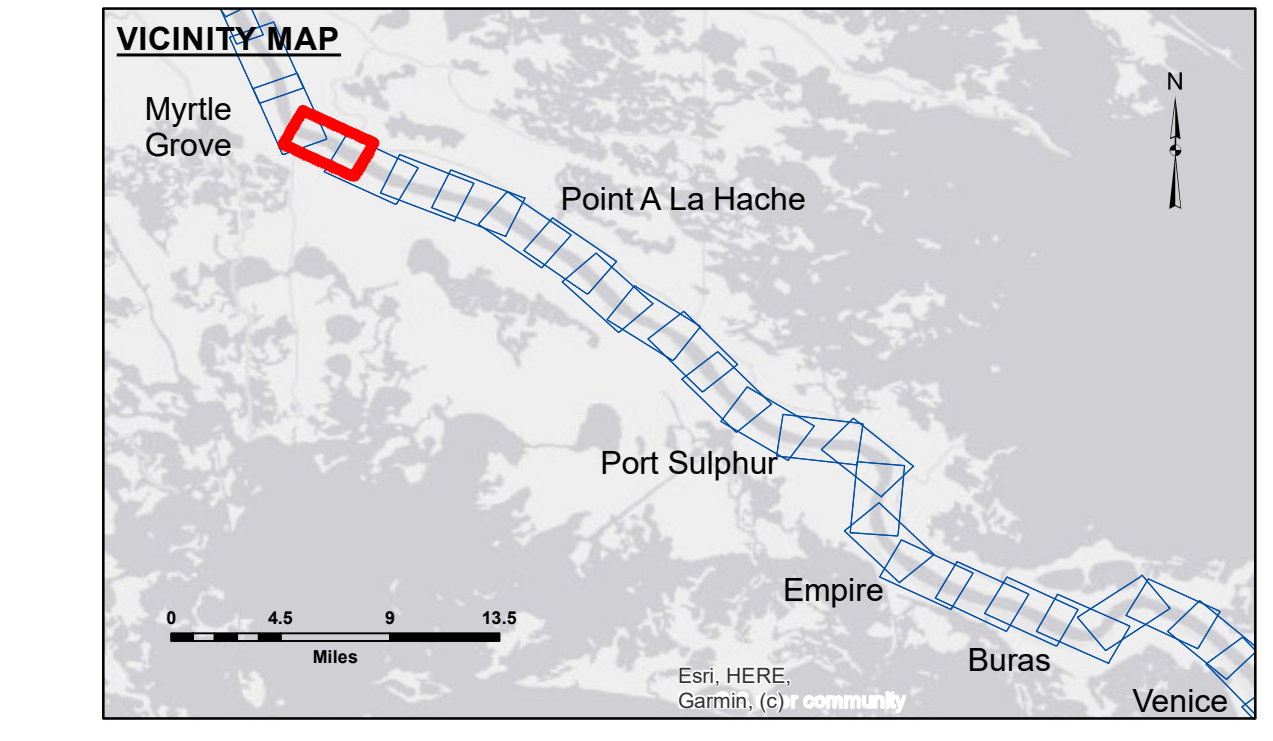 VICINITY MAP
N
Myrtle
Grove
Point A La Hache
Port Sulphur
Empire
Buras
Venice
0 4.5 9 13.5
Miles
Esri, HERE,
Garmin, (c)r community